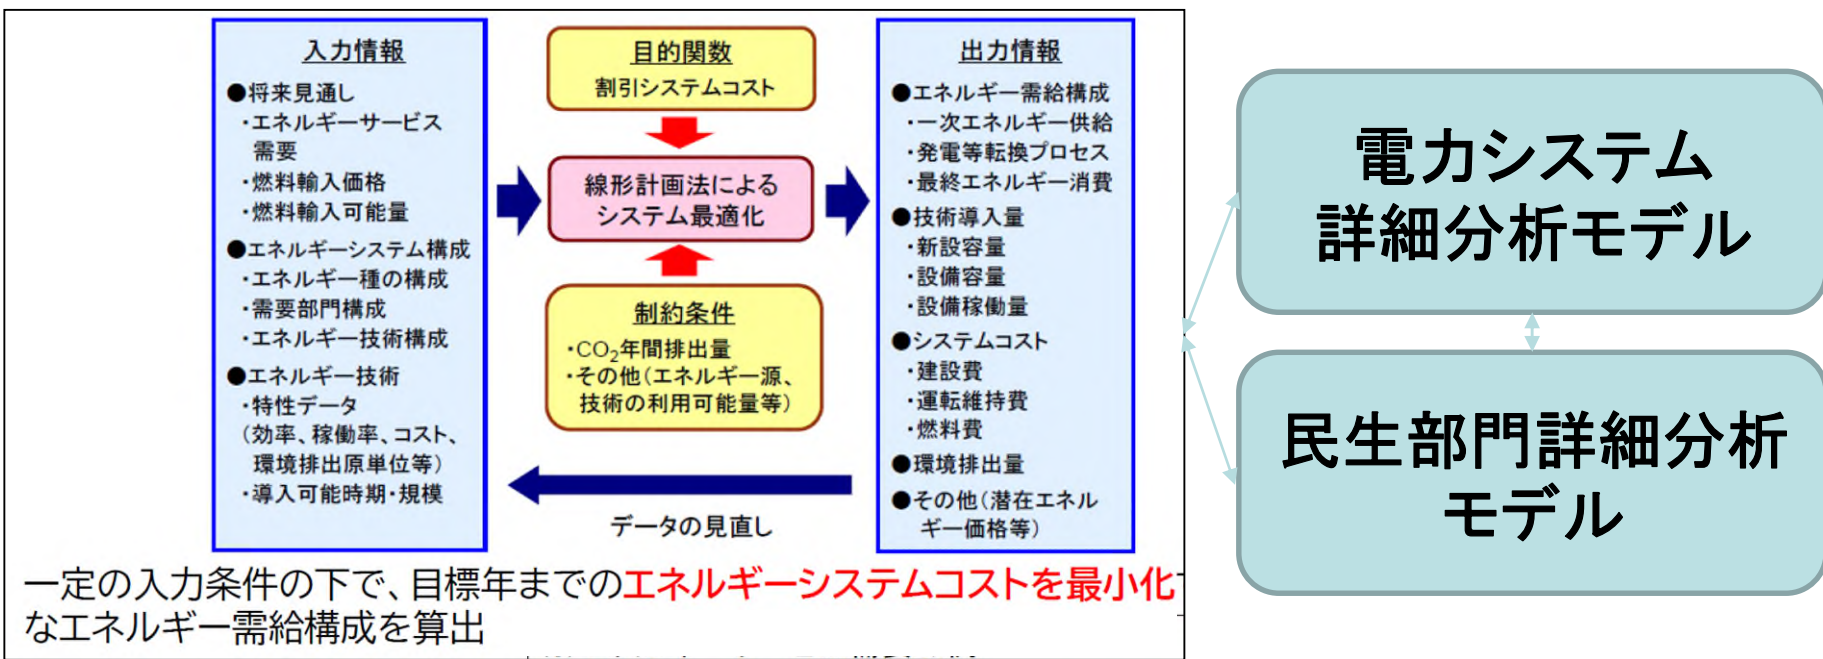 入力情報
●将来見通し
・エネルギーサービス
需要
・燃料輸入価格
・燃料輸入可能量
●エネルギーシステム構成
・エネルギー種の構成
・需要部門構成
・エネルギー技術構成
●エネルギー技術
・特性データ
(効率、稼働率、コスト、
環境排出原単位等)
・導入可能時期・規模
目的関数
割引システムコスト
線形計画法による
システム最適化
制約条件
・CO₂年間排出量
・その他(エネルギー源、
技術の利用可能量等)
データの見直し
出力情報
●エネルギー需給構成
・一次エネルギー供給
・発電等転換プロセス
・最終エネルギー消費
●技術導入量
・新設容量
・設備容量
・設備稼働量
●システムコスト
・建設費
・運転維持費
・燃料費
●環境排出量
●その他(潜在エネル
ギー価格等)
一定の入力条件の下で、目標年までのエネルギーシステムコストを最小化
なエネルギー需給構成を算出
電力システム
詳細分析モデル
民生部門詳細分析
モデル